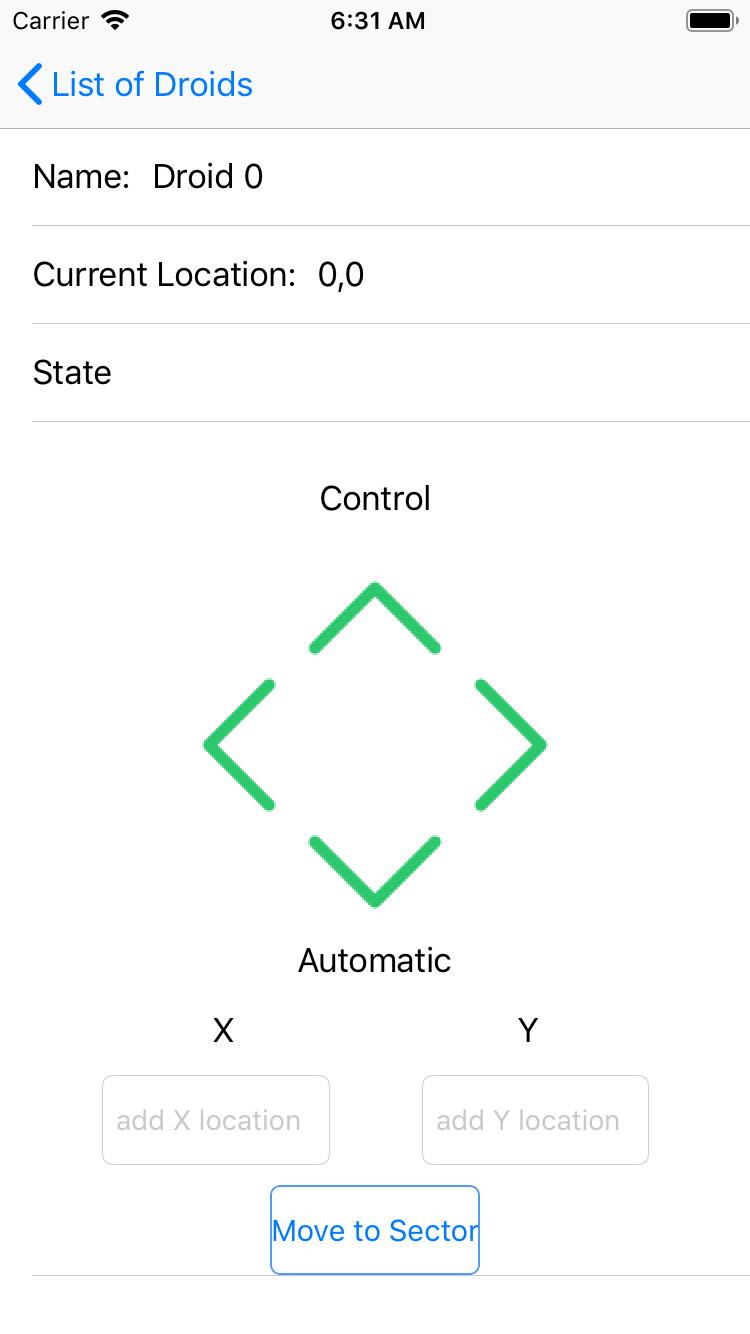 Carrier 6:31 AM
List of Droids
Name: Droid 0
Current Location: 0,0
State
Control
Automatic
X Y
add X location add Y location
Move to Sector